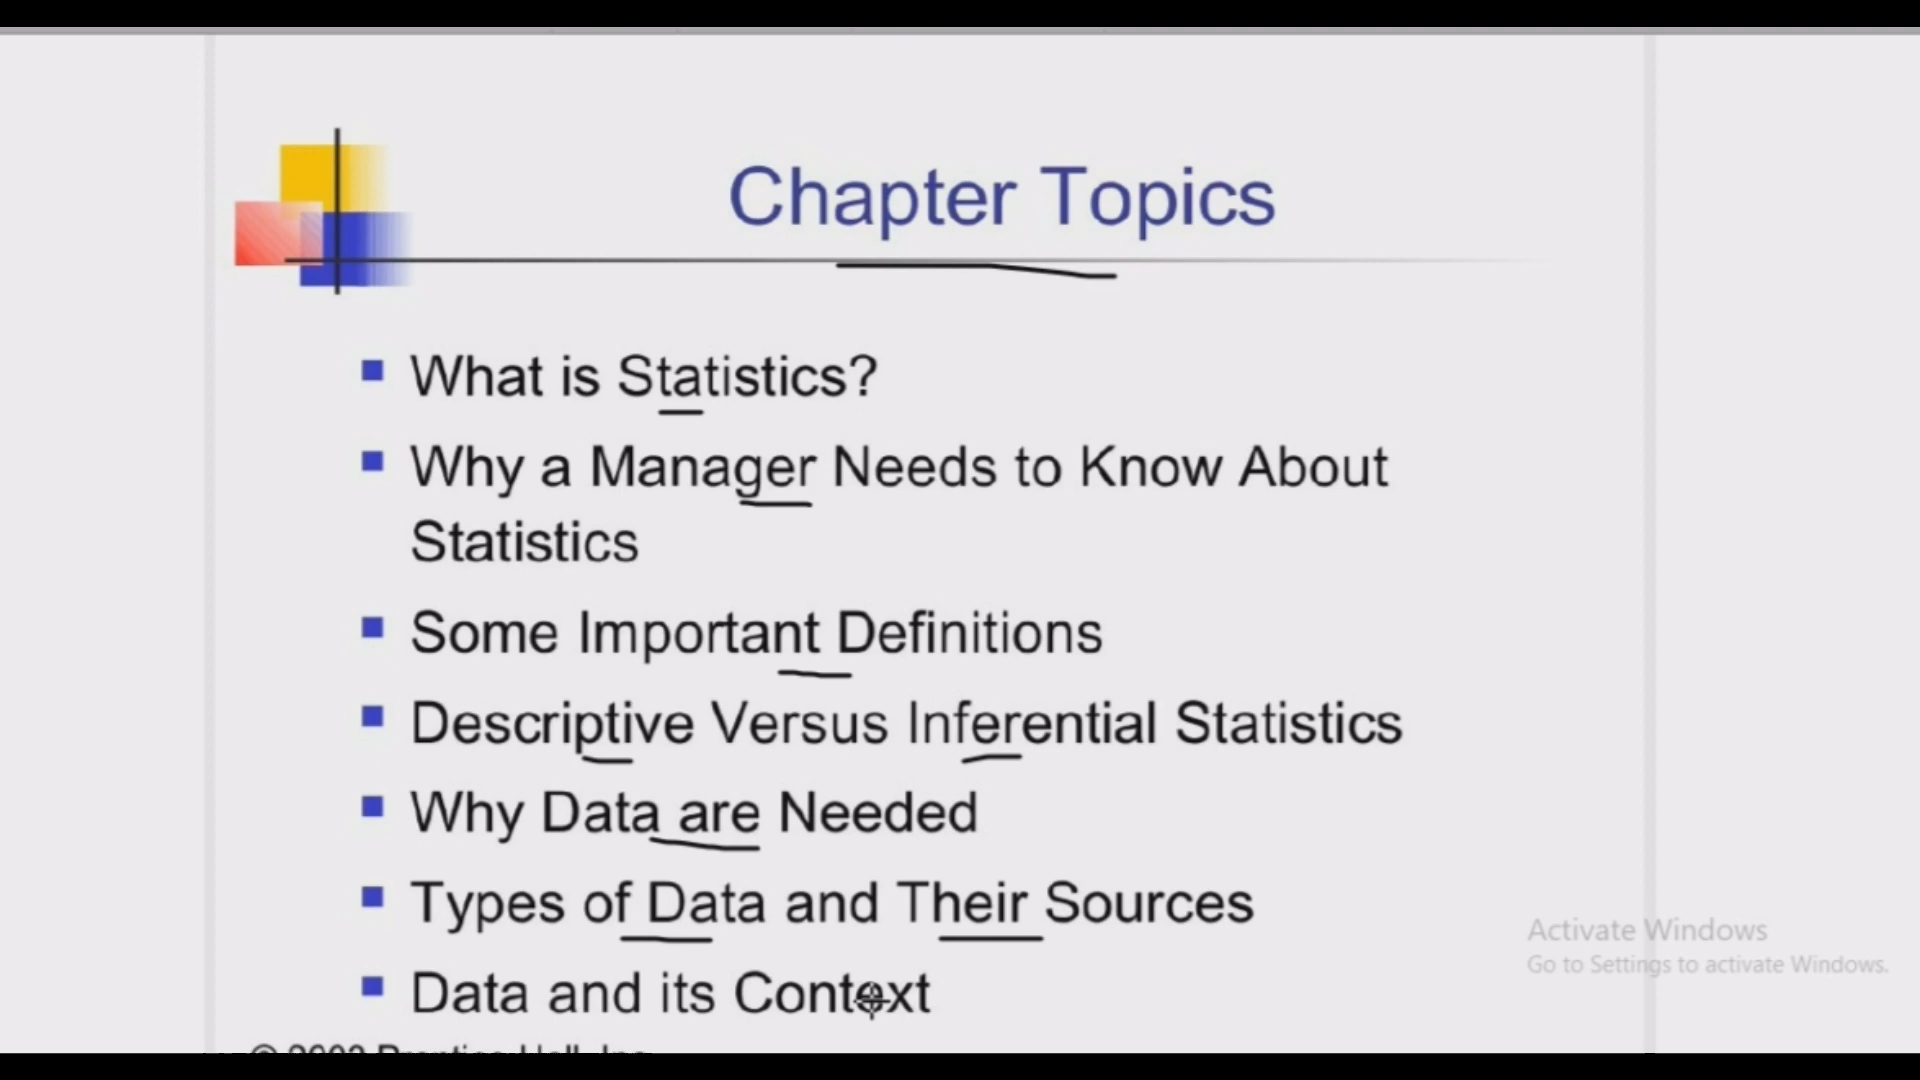 Chapter Topics
What is Statistics?
Why a Manager Needs to Know About
Statistics
Some Important Definitions
Descriptive Versus Inferential Statistics
Why Data are Needed
Types of Data and Their Sources
Data and its Context
Activate Windows
Go to Settings to activate Windows.